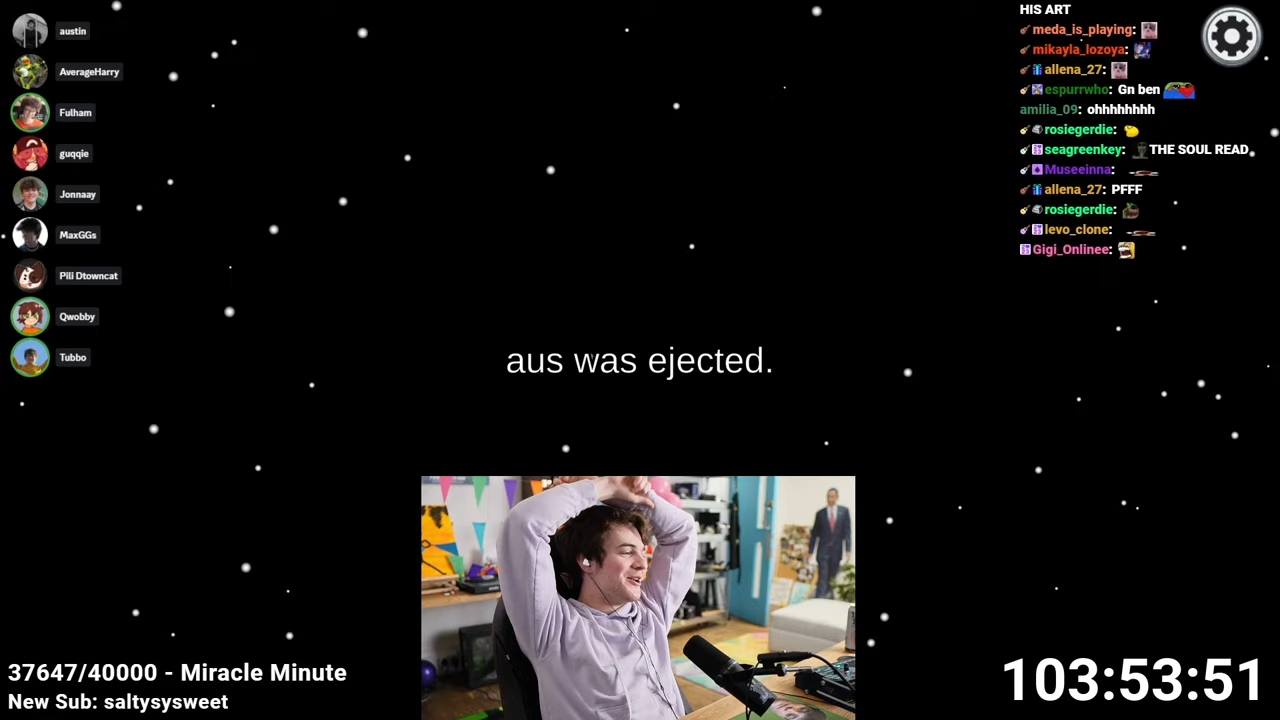 austin
AverageHarry
Fulham
guqqie
Jonnaay
MaxGGs
Pili Dtowncat
Qwobby
Tubbo
HIS ART
meda_is_playing:
mikayla_lozoya:
allena_27:
espurrwho: Gn ben
amilia_09: ohhhhhhhh
rosiegerdie:
seagreenkey: THE SOUL READ
Museeinna:
allena_27: PFFF
rosiegerdie:
levo_clone:
Gigi_Onlinee:
aus was ejected.
37647/40000 - Miracle Minute
New Sub: saltysysweet
103:53:51